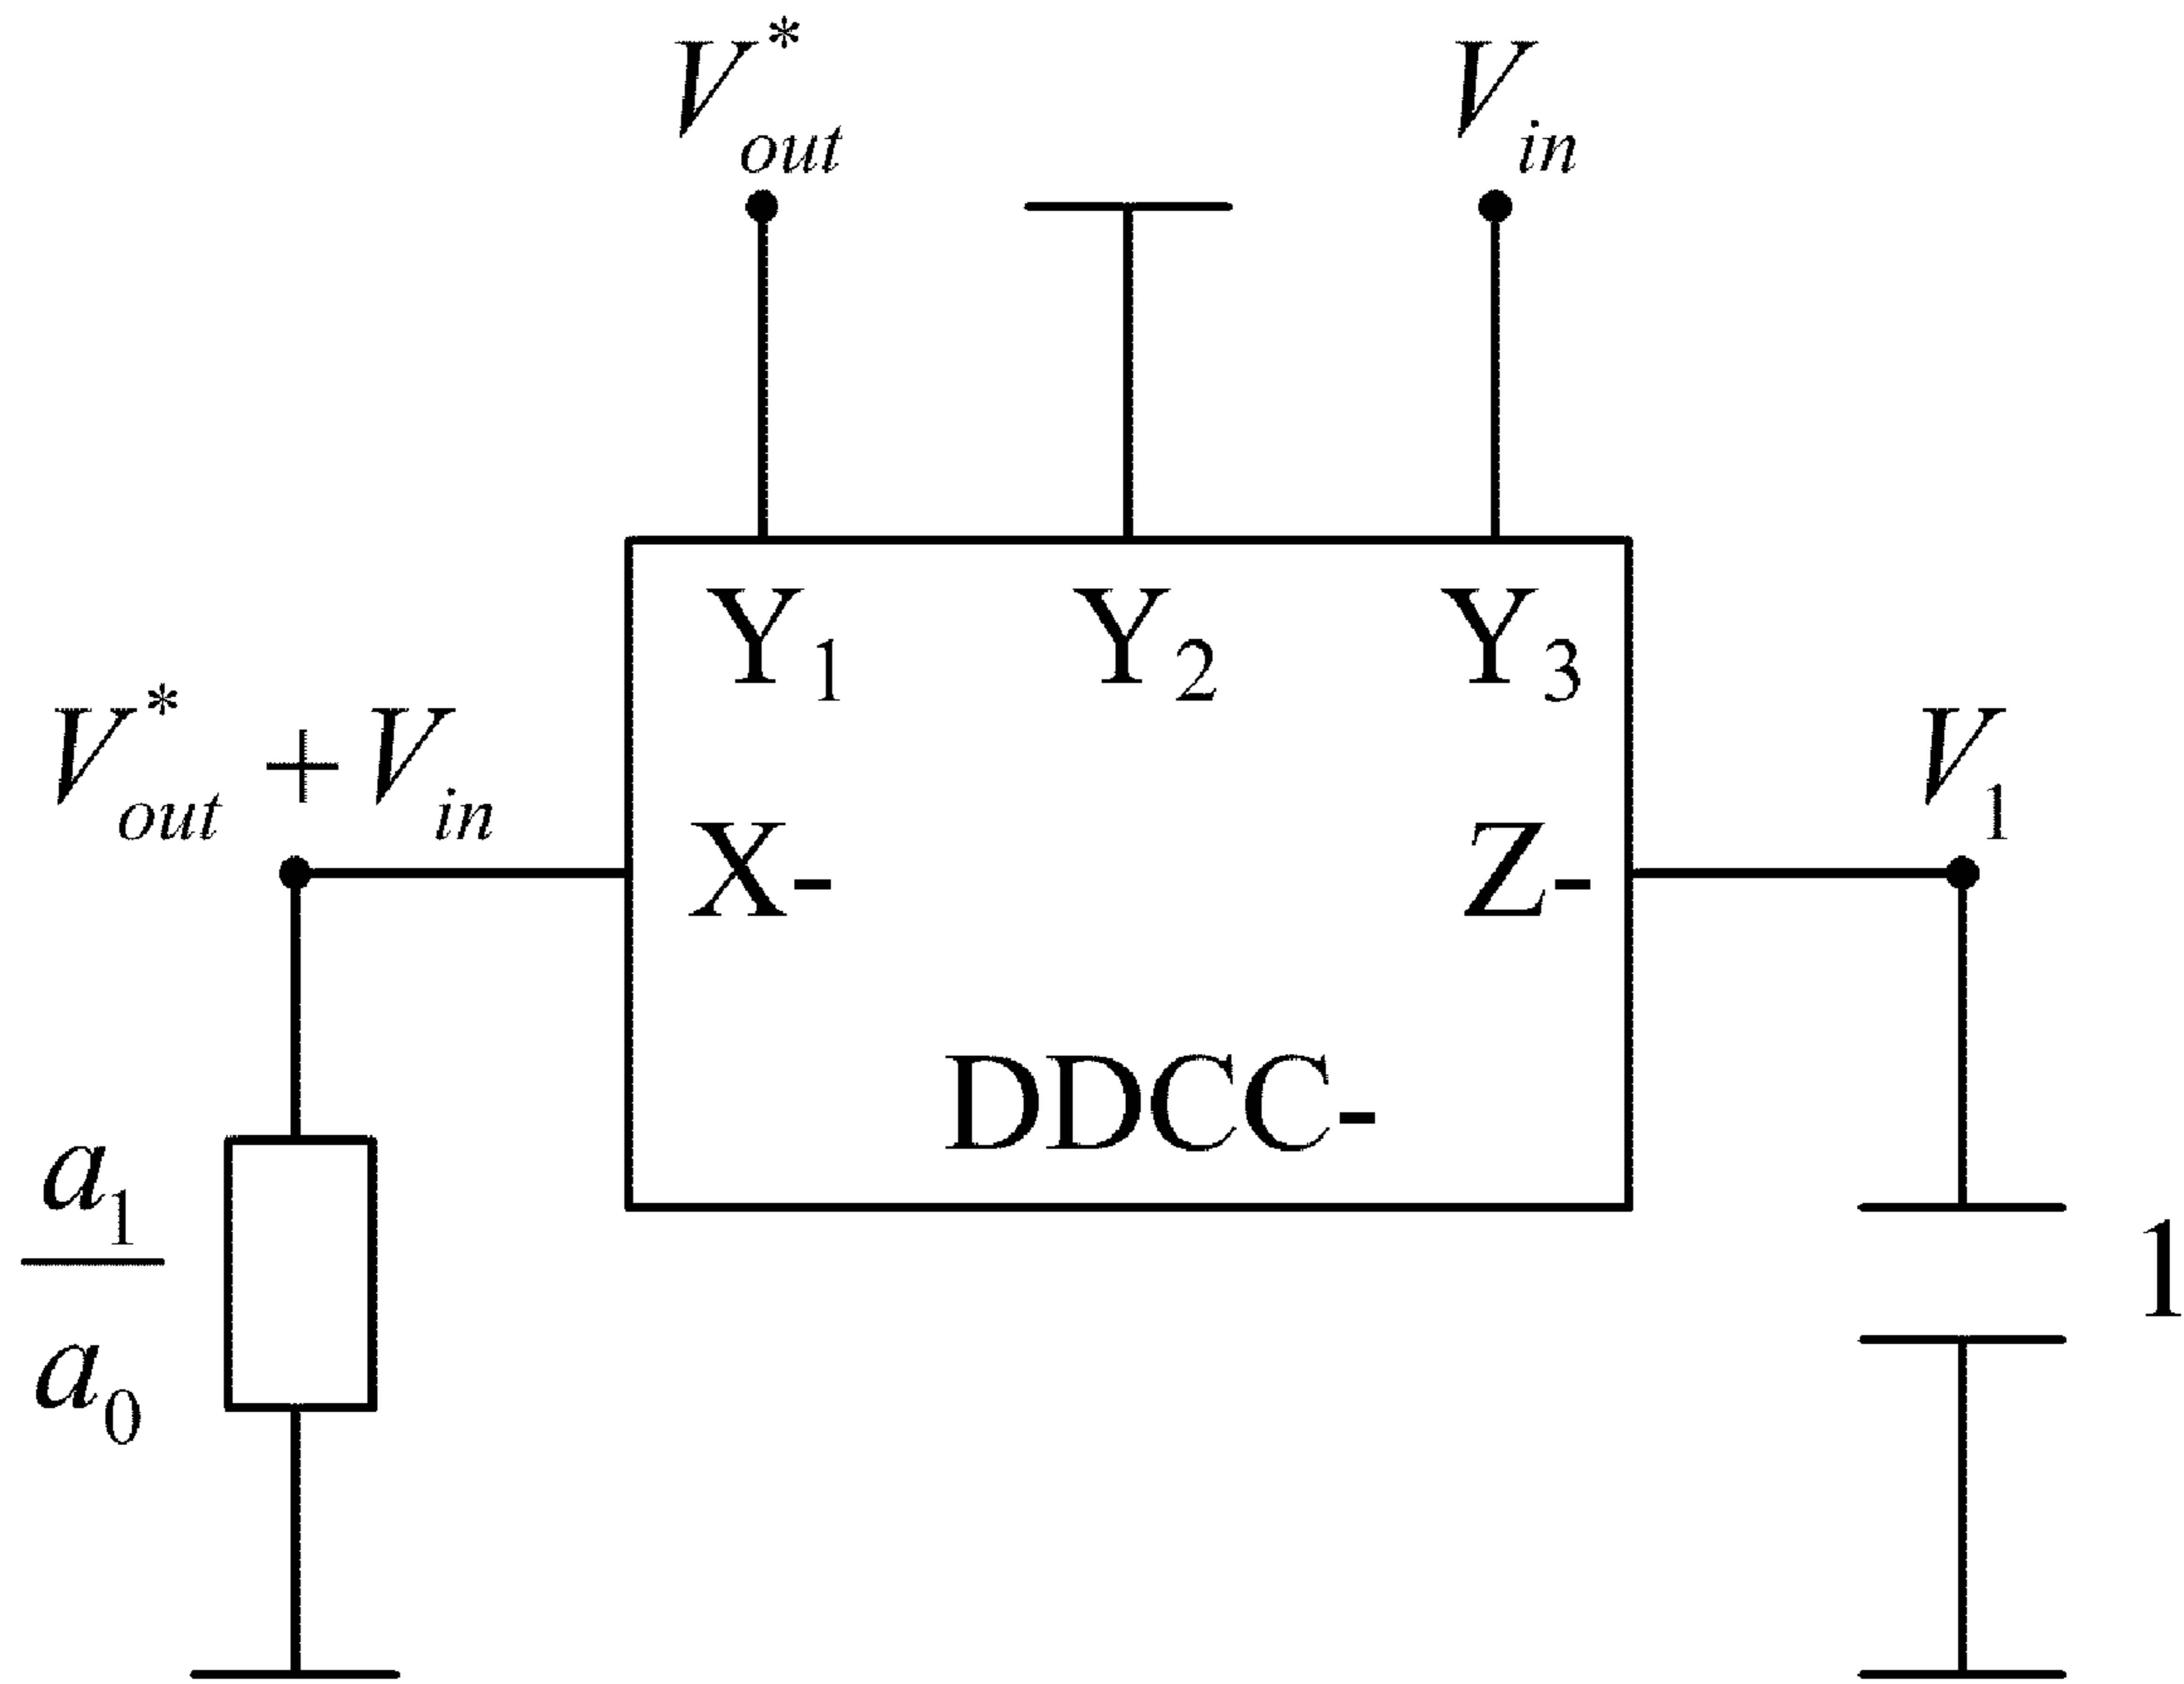 V*out
Vin
Y1 Y2 Y3
V*out + Vin
V1
X-
Z-
DDCC-
a1
a0
1